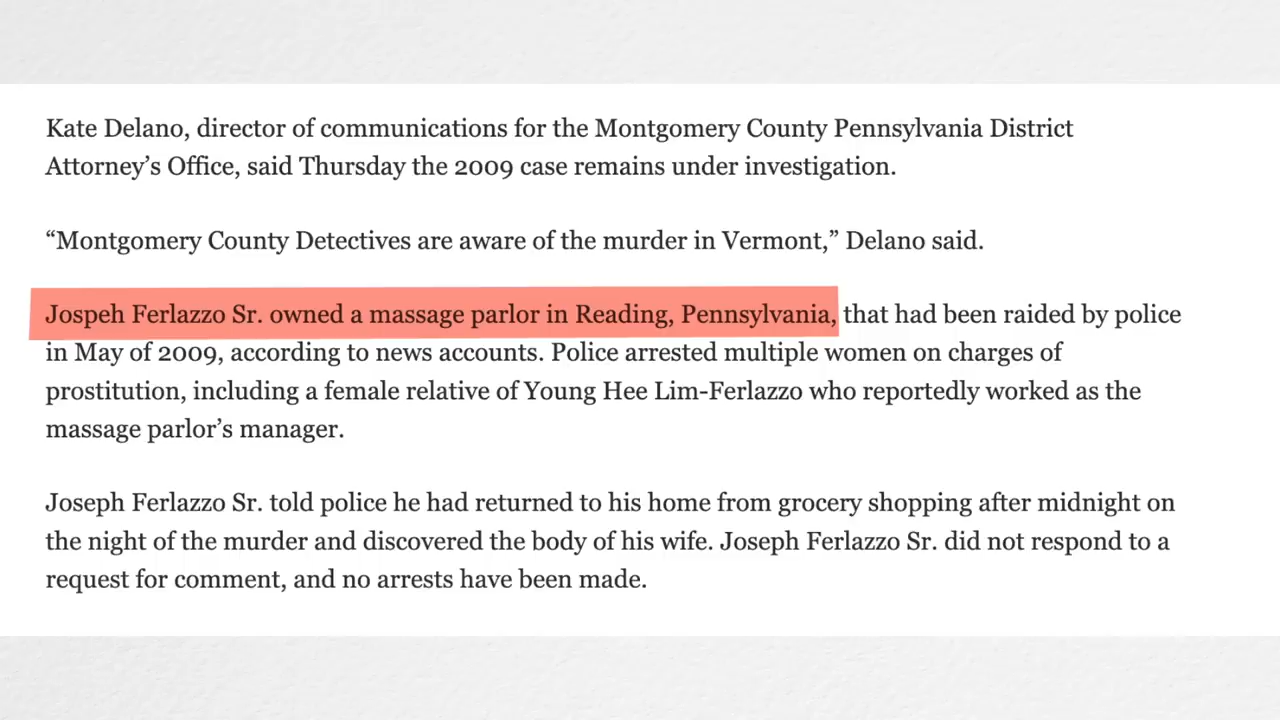 Kate Delano, director of communications for the Montgomery County Pennsylvania District
Attorney’s Office, said Thursday the 2009 case remains under investigation.
“Montgomery County Detectives are aware of the murder in Vermont,” Delano said.
Jospeh Ferlazzo Sr. owned a massage parlor in Reading, Pennsylvania, that had been raided by police
in May of 2009, according to news accounts. Police arrested multiple women on charges of
prostitution, including a female relative of Young Hee Lim-Ferlazzo who reportedly worked as the
massage parlor’s manager.
Joseph Ferlazzo Sr. told police he had returned to his home from grocery shopping after midnight on
the night of the murder and discovered the body of his wife. Joseph Ferlazzo Sr. did not respond to a
request for comment, and no arrests have been made.